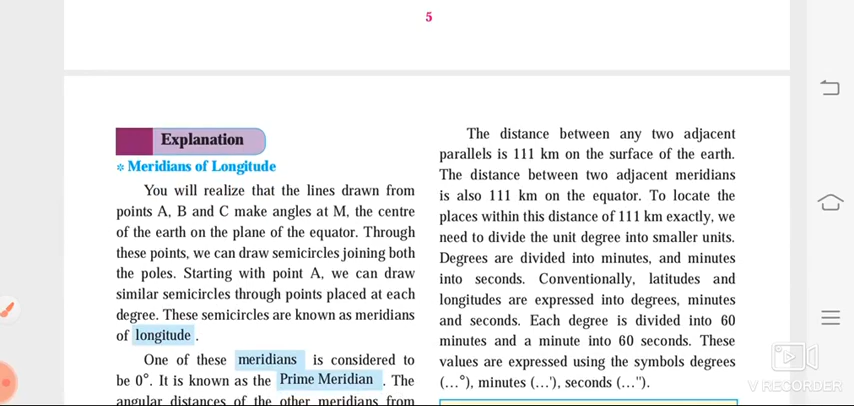 5
Explanation
* Meridians of Longitude
You will realize that the lines drawn from
points A, B and C make angles at M, the centre
of the earth on the plane of the equator. Through
these points, we can draw semicircles joining both
the poles. Starting with point A, we can draw
similar semicircles through points placed at each
degree. These semicircles are known as meridians
of longitude .
One of these meridians is considered to
be 0°. It is known as the Prime Meridian . The
angular distances of the other meridians from
The distance between any two adjacent
parallels is 111 km on the surface of the earth.
The distance between two adjacent meridians
is also 111 km on the equator. To locate the
places within this distance of 111 km exactly, we
need to divide the unit degree into smaller units.
Degrees are divided into minutes, and minutes
into seconds. Conventionally, latitudes and
longitudes are expressed into degrees, minutes
and seconds. Each degree is divided into 60
minutes and a minute into 60 seconds. These
values are expressed using the symbols degrees
(...°), minutes (...'), seconds (...").
V RECORDER